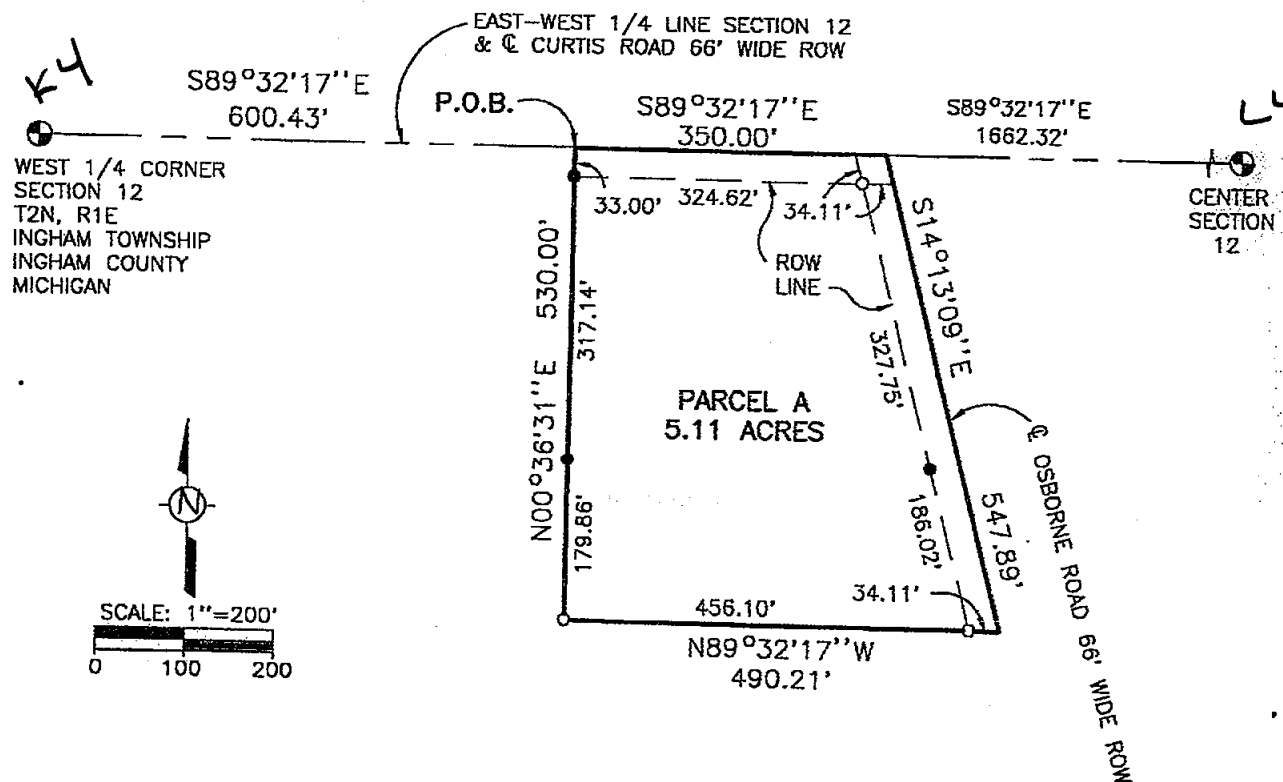 EAST-WEST 1/4 LINE SECTION 12
& ℄ CURTIS ROAD 66' WIDE ROW
K4
S89°32'17''E
600.43'
P.O.B.
S89°32'17''E
350.00'
S89°32'17''E
1662.32'
WEST 1/4 CORNER
SECTION 12
T2N, R1E
INGHAM TOWNSHIP
INGHAM COUNTY
MICHIGAN
CENTER
SECTION
12
33.00'
324.62'
34.11'
ROW
LINE
N00°36'31''E 530.00'
317.14'
179.86'
S14°13'09''E
547.89'
327.75'
186.02'
PARCEL A
5.11 ACRES
℄ OSBORNE ROAD 66' WIDE ROW
N
SCALE: 1''=200'
0 100 200
456.10'
34.11'
N89°32'17''W
490.21'